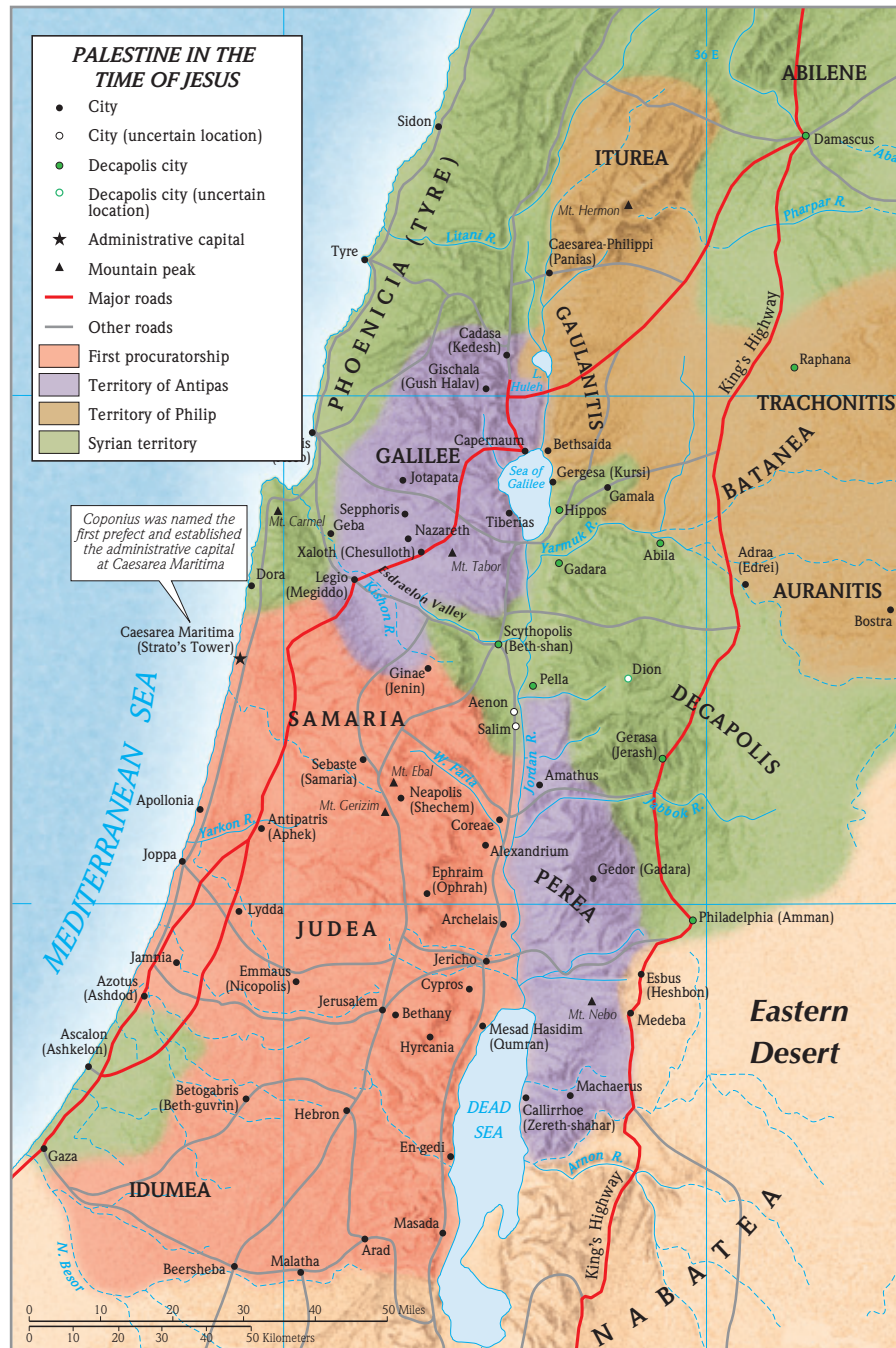 PALESTINE IN THE
TIME OF JESUS
City
City (uncertain location)
Decapolis city
Decapolis city (uncertain
location)
Administrative capital
Mountain peak
Major roads
Other roads
First procuratorship
Territory of Antipas
Territory of Philip
Syrian territory
36 E
ABILENE
Sidon
Damascus
ITUREA
Mt. Hermon
Pharpar R.
Litani R.
Tyre
Caesarea-Philippi
(Panias)
PHOENICIA (TYRE)
GAULANITIS
King's Highway
Cadasa
(Kedesh)
Gischala
(Gush Halav)
L.
Huleh
Raphana
TRACHONITIS
BATANEA
Capernaum
Bethsaida
GALILEE
Sea of
Galilee
Gergesa (Kursi)
Gamala
Jotapata
Hippos
Mt. Carmel
Sepphoris
Geba
Nazareth
Tiberias
Yarmuk R.
Xaloth (Chesulloth)
Mt. Tabor
Gadara
Abila
Adraa
(Edrei)
Coponius was named the
first prefect and established
the administrative capital
at Caesarea Maritima
Dora
Legio
(Megiddo)
Esdraelon Valley
Kishon R.
AURANITIS
Bostra
Caesarea Maritima
(Strato's Tower)
Scythopolis
(Beth-shan)
Ginae
(Jenin)
Pella
Dion
DECAPOLIS
MEDITERRANEAN SEA
SAMARIA
Aenon
Salim
Jordan R.
Gerasa
(Jerash)
Sebaste
(Samaria)
Mt. Ebal
W. Faria
Amathus
Neapolis
(Shechem)
Mt. Gerizim
Jabbok R.
Apollonia
Yarkon R.
Antipatris
(Aphek)
Coreae
Alexandrium
Joppa
Ephraim
(Ophrah)
PEREA
Gedor (Gadara)
Lydda
JUDEA
Archelais
Philadelphia (Amman)
Jamnia
Jericho
Emmaus
(Nicopolis)
Cypros
Esbus
(Heshbon)
Azotus
(Ashdod)
Jerusalem
Bethany
Mt. Nebo
Medeba
Eastern
Desert
Ascalon
(Ashkelon)
Hyrcania
Mesad Hasidim
(Qumran)
Betogabris
(Beth-guvrin)
Hebron
DEAD
SEA
Machaerus
Callirrhoe
(Zereth-shahar)
Gaza
En-gedi
Arnon R.
IDUMEA
King's Highway
NABATEA
Masada
Arad
N. Besor
Beersheba
Malatha
0 10 20 30 40 50 Miles
0 10 20 30 40 50 Kilometers